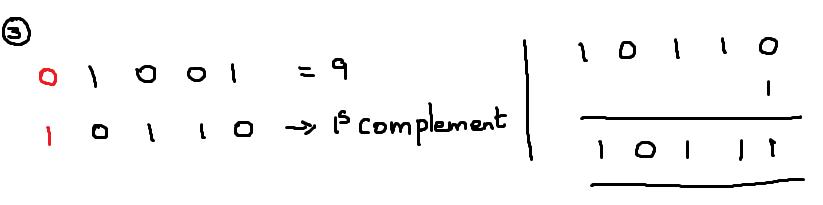 ③
0 1 0 0 1 = 9
1 0 1 1 0 → 1s complement
1 0 1 1 0
1
1 0 1 1 1